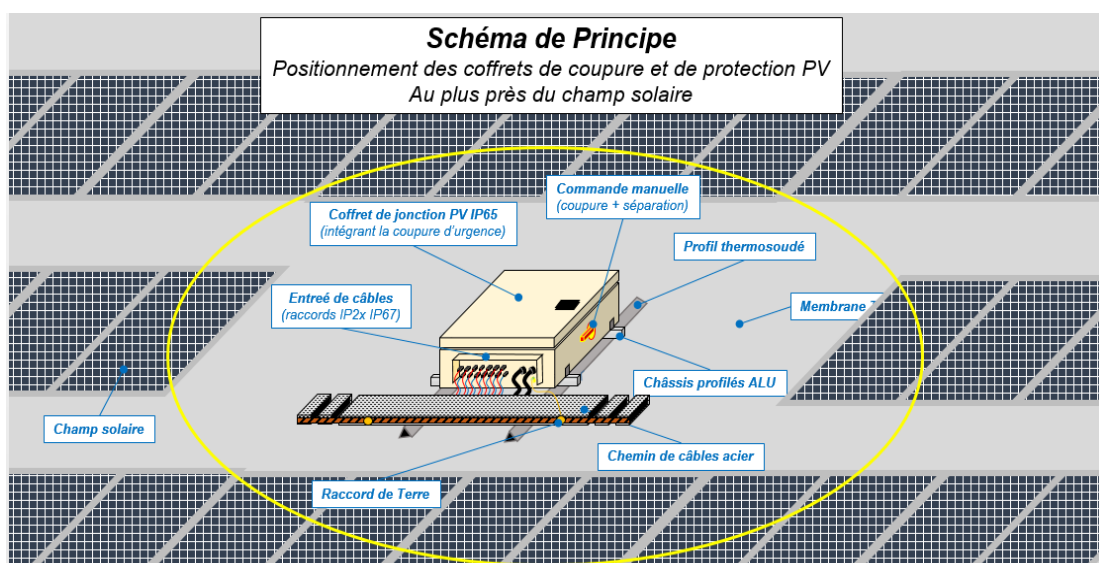 Schéma de Principe
Positionnement des coffrets de coupure et de protection PV
Au plus près du champ solaire
Commande manuelle
(coupure + séparation)
Coffret de jonction PV IP65
(intégrant la coupure d'urgence)
Profil thermosoudé
Entreé de câbles
(raccords IP2x IP67)
Membrane
Châssis profilés ALU
Champ solaire
Chemin de câbles acier
Raccord de Terre